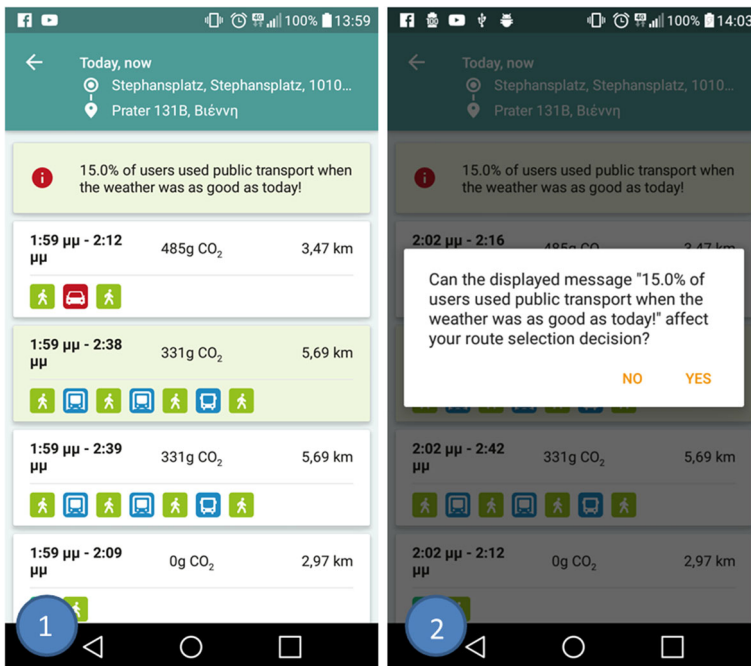 100% 13:59
Today, now
Stephansplatz, Stephansplatz, 1010...
Prater 131B, Βιέννη
15.0% of users used public transport when
the weather was as good as today!
1:59 μμ - 2:12
μμ
485g CO₂
3,47 km
1:59 μμ - 2:38
μμ
331g CO₂
5,69 km
1:59 μμ - 2:39
μμ
331g CO₂
5,69 km
1:59 μμ - 2:09
μμ
0g CO₂
2,97 km
1
100% 14:03
Today, now
Stephansplatz, Stephansplatz, 1010...
Prater 131B, Βιέννη
15.0% of users used public transport when
the weather was as good as today!
2:02 μμ - 2:16
485g CO₂
3,47 km
Can the displayed message "15.0% of
users used public transport when the
weather was as good as today!" affect
your route selection decision?
NO YES
2:02 μμ - 2:42
μμ
331g CO₂
5,69 km
2:02 μμ - 2:12
μμ
0g CO₂
2,97 km
2